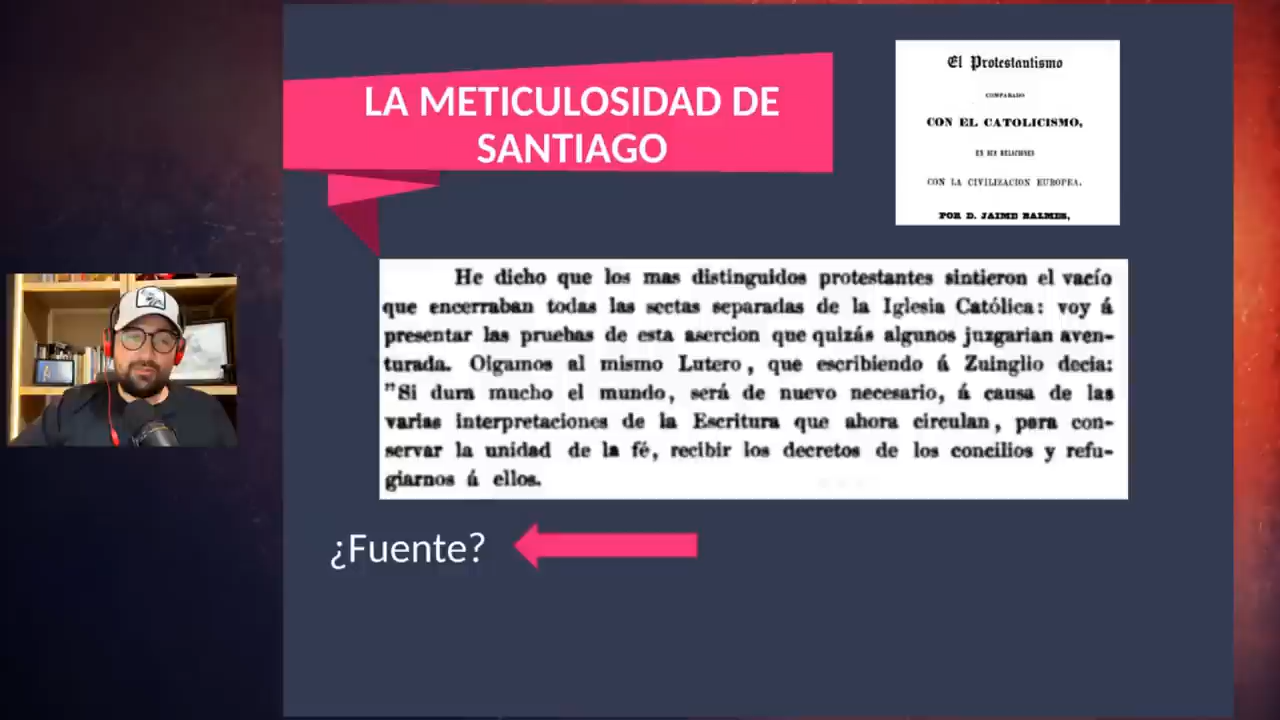 LA METICULOSIDAD DE
SANTIAGO
El Protestantismo
COMPARADO
CON EL CATOLICISMO,
EN SUS RELACIONES
CON LA CIVILIZACION EUROPEA.
POR D. JAIME BALMES,
He dicho que los mas distinguidos protestantes sintieron el vacío
que encerraban todas las sectas separadas de la Iglesia Católica: voy á
presentar las pruebas de esta asercion que quizás algunos juzgarian aven-
turada. Oigamos al mismo Lutero, que escribiendo á Zuinglio decia:
"Si dura mucho el mundo, será de nuevo necesario, á causa de las
varias interpretaciones de la Escritura que ahora circulan, para con-
servar la unidad de la fé, recibir los decretos de los concilios y refu-
giarnos á ellos.
¿Fuente?